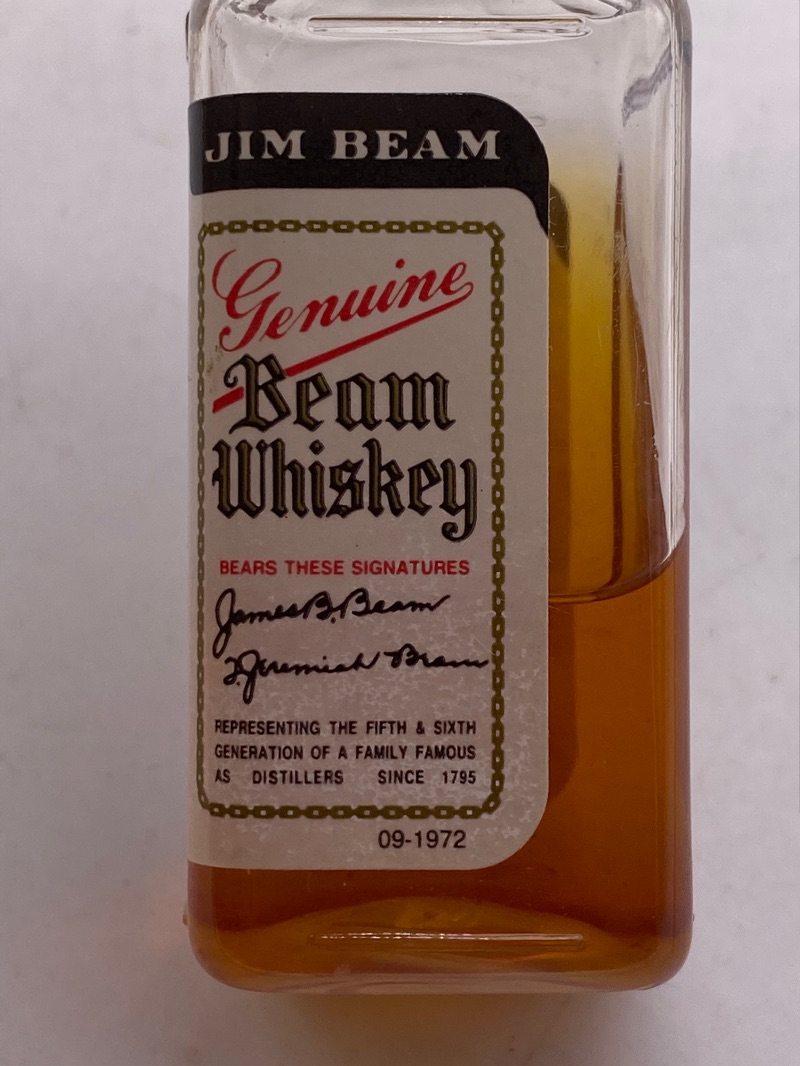 JIM BEAM
Genuine
Beam
Whiskey
BEARS THESE SIGNATURES
James B. Beam
T. Jeremiah Beam
REPRESENTING THE FIFTH & SIXTH
GENERATION OF A FAMILY FAMOUS
AS DISTILLERS SINCE 1795
09-1972